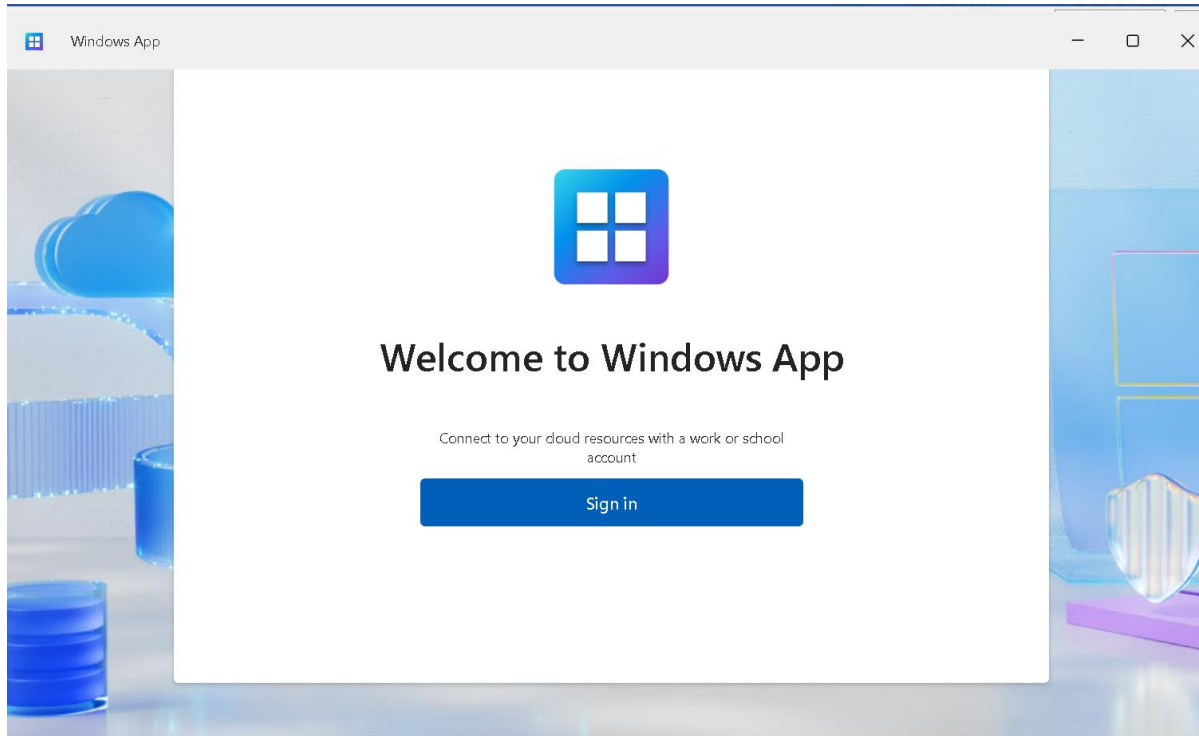 Windows App
Welcome to Windows App
Connect to your cloud resources with a work or school
account
Sign in